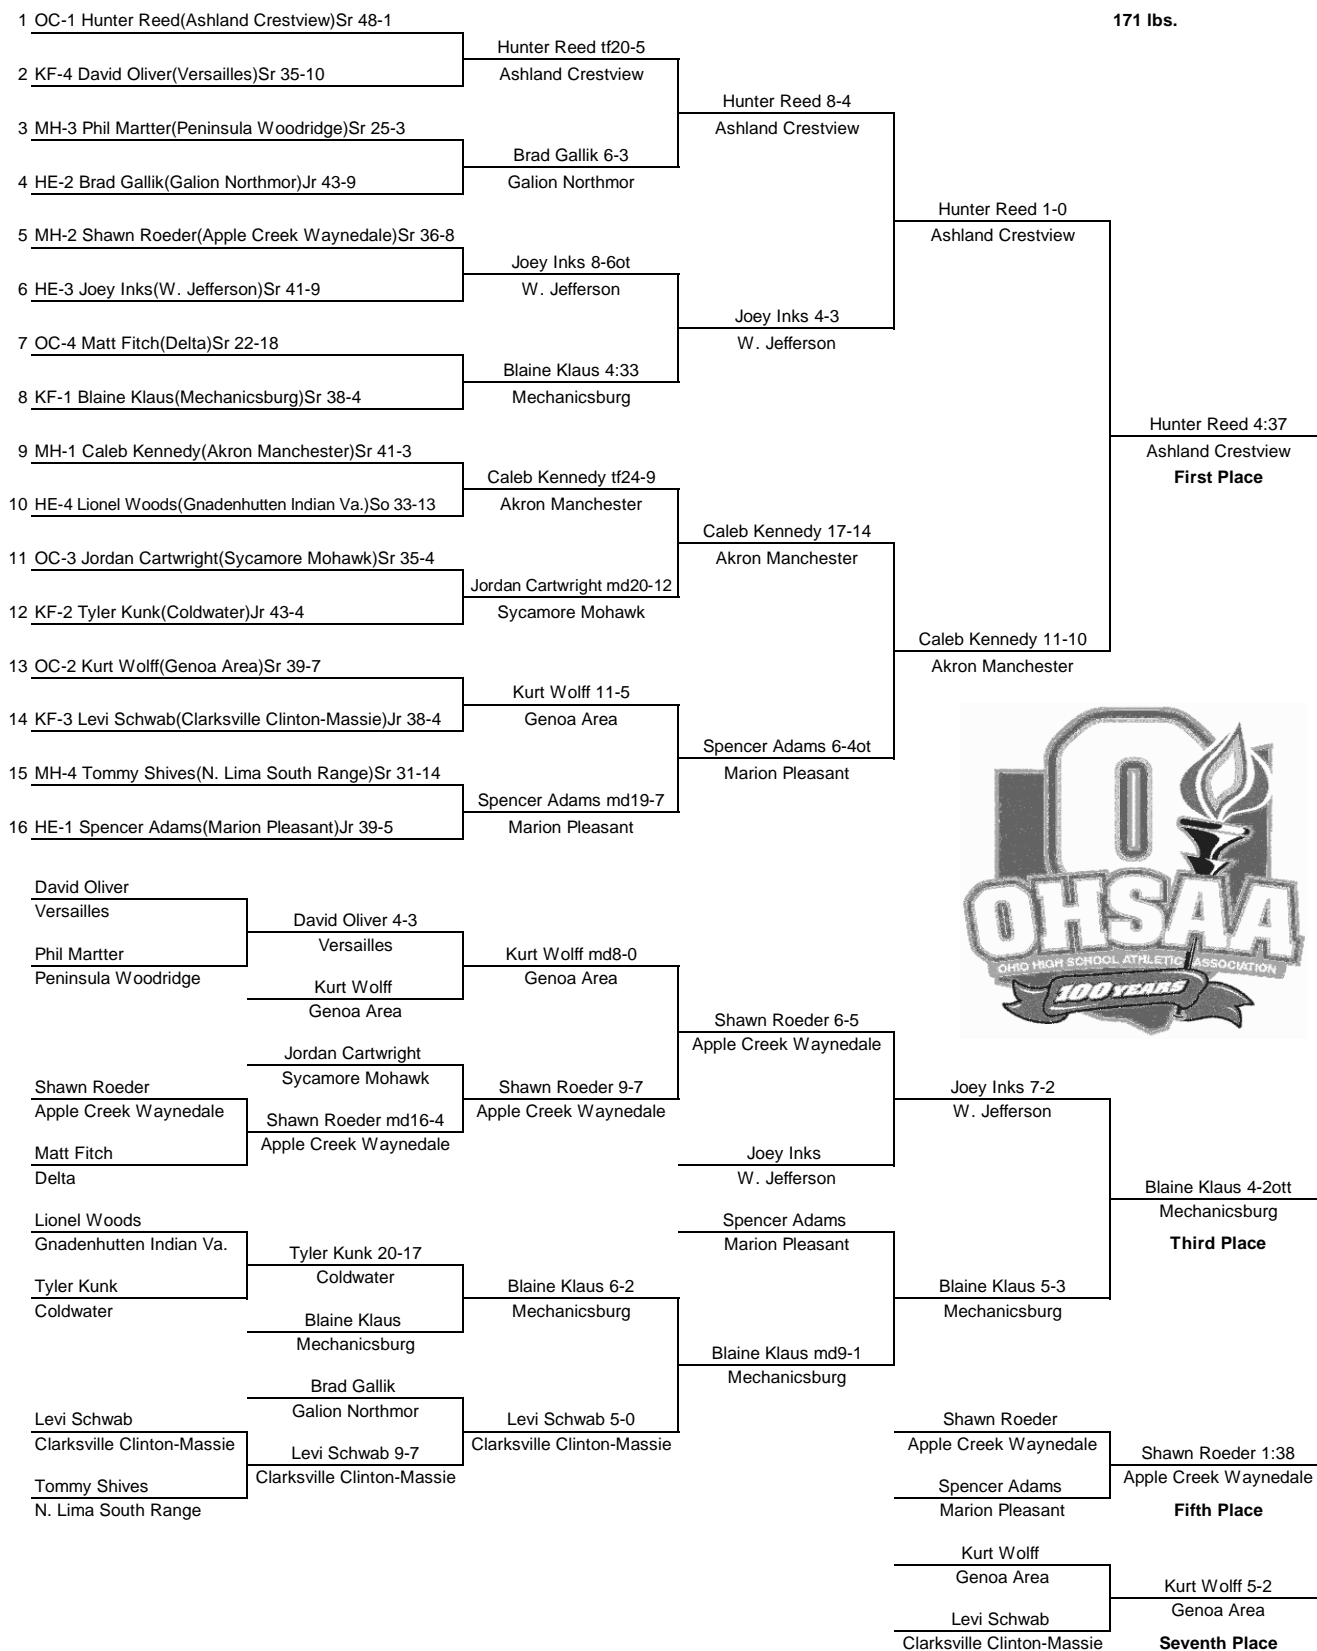 171 lbs.
1 OC-1 Hunter Reed(Ashland Crestview)Sr 48-1
Hunter Reed tf20-5
2 KF-4 David Oliver(Versailles)Sr 35-10
Ashland Crestview
Hunter Reed 8-4
3 MH-3 Phil Martter(Peninsula Woodridge)Sr 25-3
Ashland Crestview
Brad Gallik 6-3
4 HE-2 Brad Gallik(Galion Northmor)Jr 43-9
Galion Northmor
Hunter Reed 1-0
5 MH-2 Shawn Roeder(Apple Creek Waynedale)Sr 36-8
Ashland Crestview
Joey Inks 8-6ot
6 HE-3 Joey Inks(W. Jefferson)Sr 41-9
W. Jefferson
Joey Inks 4-3
7 OC-4 Matt Fitch(Delta)Sr 22-18
W. Jefferson
Blaine Klaus 4:33
8 KF-1 Blaine Klaus(Mechanicsburg)Sr 38-4
Mechanicsburg
Hunter Reed 4:37
9 MH-1 Caleb Kennedy(Akron Manchester)Sr 41-3
Ashland Crestview
First Place
Caleb Kennedy tf24-9
10 HE-4 Lionel Woods(Gnadenhutten Indian Va.)So 33-13
Akron Manchester
Caleb Kennedy 17-14
11 OC-3 Jordan Cartwright(Sycamore Mohawk)Sr 35-4
Akron Manchester
Jordan Cartwright md20-12
12 KF-2 Tyler Kunk(Coldwater)Jr 43-4
Sycamore Mohawk
Caleb Kennedy 11-10
13 OC-2 Kurt Wolff(Genoa Area)Sr 39-7
Akron Manchester
Kurt Wolff 11-5
14 KF-3 Levi Schwab(Clarksville Clinton-Massie)Jr 38-4
Genoa Area
Spencer Adams 6-4ot
15 MH-4 Tommy Shives(N. Lima South Range)Sr 31-14
Marion Pleasant
Spencer Adams md19-7
16 HE-1 Spencer Adams(Marion Pleasant)Jr 39-5
Marion Pleasant
O
OHSAA
OHIO HIGH SCHOOL ATHLETIC ASSOCIATION
100 YEARS
David Oliver
Versailles
David Oliver 4-3
Versailles
Phil Martter
Peninsula Woodridge
Kurt Wolff md8-0
Genoa Area
Kurt Wolff
Genoa Area
Shawn Roeder 6-5
Apple Creek Waynedale
Jordan Cartwright
Sycamore Mohawk
Shawn Roeder
Apple Creek Waynedale
Shawn Roeder 9-7
Apple Creek Waynedale
Joey Inks 7-2
W. Jefferson
Shawn Roeder md16-4
Apple Creek Waynedale
Matt Fitch
Delta
Joey Inks
W. Jefferson
Blaine Klaus 4-2ott
Mechanicsburg
Third Place
Lionel Woods
Gnadenhutten Indian Va.
Spencer Adams
Marion Pleasant
Tyler Kunk 20-17
Coldwater
Tyler Kunk
Coldwater
Blaine Klaus 6-2
Mechanicsburg
Blaine Klaus 5-3
Mechanicsburg
Blaine Klaus
Mechanicsburg
Blaine Klaus md9-1
Mechanicsburg
Brad Gallik
Galion Northmor
Levi Schwab
Clarksville Clinton-Massie
Levi Schwab 5-0
Clarksville Clinton-Massie
Shawn Roeder
Apple Creek Waynedale
Levi Schwab 9-7
Clarksville Clinton-Massie
Shawn Roeder 1:38
Apple Creek Waynedale
Fifth Place
Tommy Shives
N. Lima South Range
Spencer Adams
Marion Pleasant
Kurt Wolff
Genoa Area
Kurt Wolff 5-2
Genoa Area
Seventh Place
Levi Schwab
Clarksville Clinton-Massie